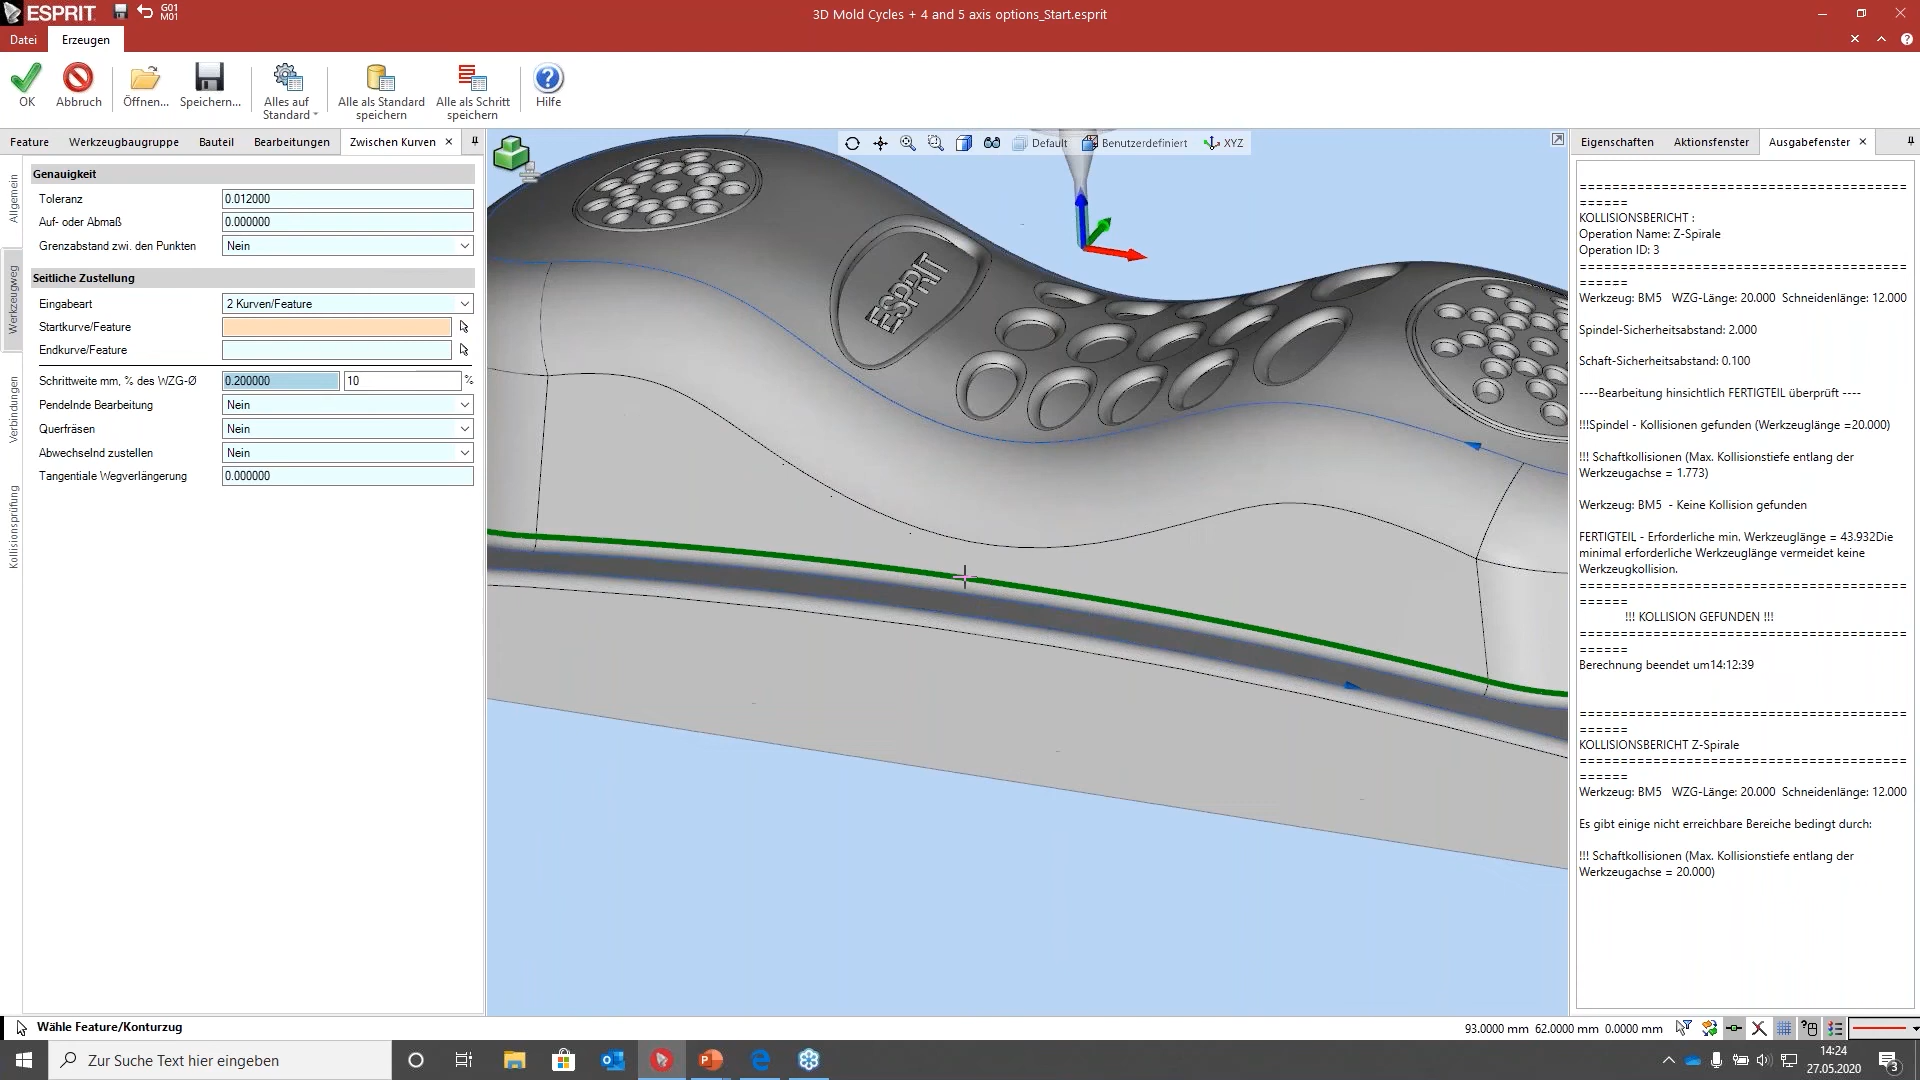 ESPRIT
G01
M01
3D Mold Cycles + 4 and 5 axis options_Start.esprit
Datei
Erzeugen
OK
Abbruch
Öffnen...
Speichern...
Alles auf
Standard
Alle als Standard
speichern
Alle als Schritt
speichern
Hilfe
Feature
Werkzeugbaugruppe
Bauteil
Bearbeitungen
Zwischen Kurven
Default
Benutzerdefiniert
XYZ
Eigenschaften
Aktionsfenster
Ausgabefenster
Allgemein
Werkzeugweg
Verbindungen
Kollisionsprüfung
Genauigkeit
Toleranz 0.012000
Auf- oder Abmaß 0.000000
Grenzabstand zwi. den Punkten Nein
Seitliche Zustellung
Eingabeart 2 Kurven/Feature
Startkurve/Feature
Endkurve/Feature
Schrittweite mm, % des WZG-Ø 0.200000 10 %
Pendelnde Bearbeitung Nein
Querfräsen Nein
Abwechselnd zustellen Nein
Tangentiale Wegverlängerung 0.000000
ESPRIT
ESPRIT
========================================
======
KOLLISIONSBERICHT :
Operation Name: Z-Spirale
Operation ID: 3
========================================
======
Werkzeug: BM5 WZG-Länge: 20.000 Schneidenlänge: 12.000
Spindel-Sicherheitsabstand: 2.000
Schaft-Sicherheitsabstand: 0.100
----Bearbeitung hinsichtlich FERTIGTEIL überprüft ----
!!!Spindel - Kollisionen gefunden (Werkzeuglänge =20.000)
!!! Schaftkollisionen (Max. Kollisionstiefe entlang der
Werkzeugachse = 1.773)
Werkzeug: BM5 - Keine Kollision gefunden
FERTIGTEIL - Erforderliche min. Werkzeuglänge = 43.932Die
minimal erforderliche Werkzeuglänge vermeidet keine
Werkzeugkollision.
========================================
======
!!! KOLLISION GEFUNDEN !!!
========================================
======
Berechnung beendet um14:12:39
========================================
======
KOLLISIONSBERICHT Z-Spirale
========================================
======
Werkzeug: BM5 WZG-Länge: 20.000 Schneidenlänge: 12.000
Es gibt einige nicht erreichbare Bereiche bedingt durch:
!!! Schaftkollisionen (Max. Kollisionstiefe entlang der
Werkzeugachse = 20.000)
Wähle Feature/Konturzug
93.0000 mm 62.0000 mm 0.0000 mm
Zur Suche Text hier eingeben
14:24
27.05.2020
3